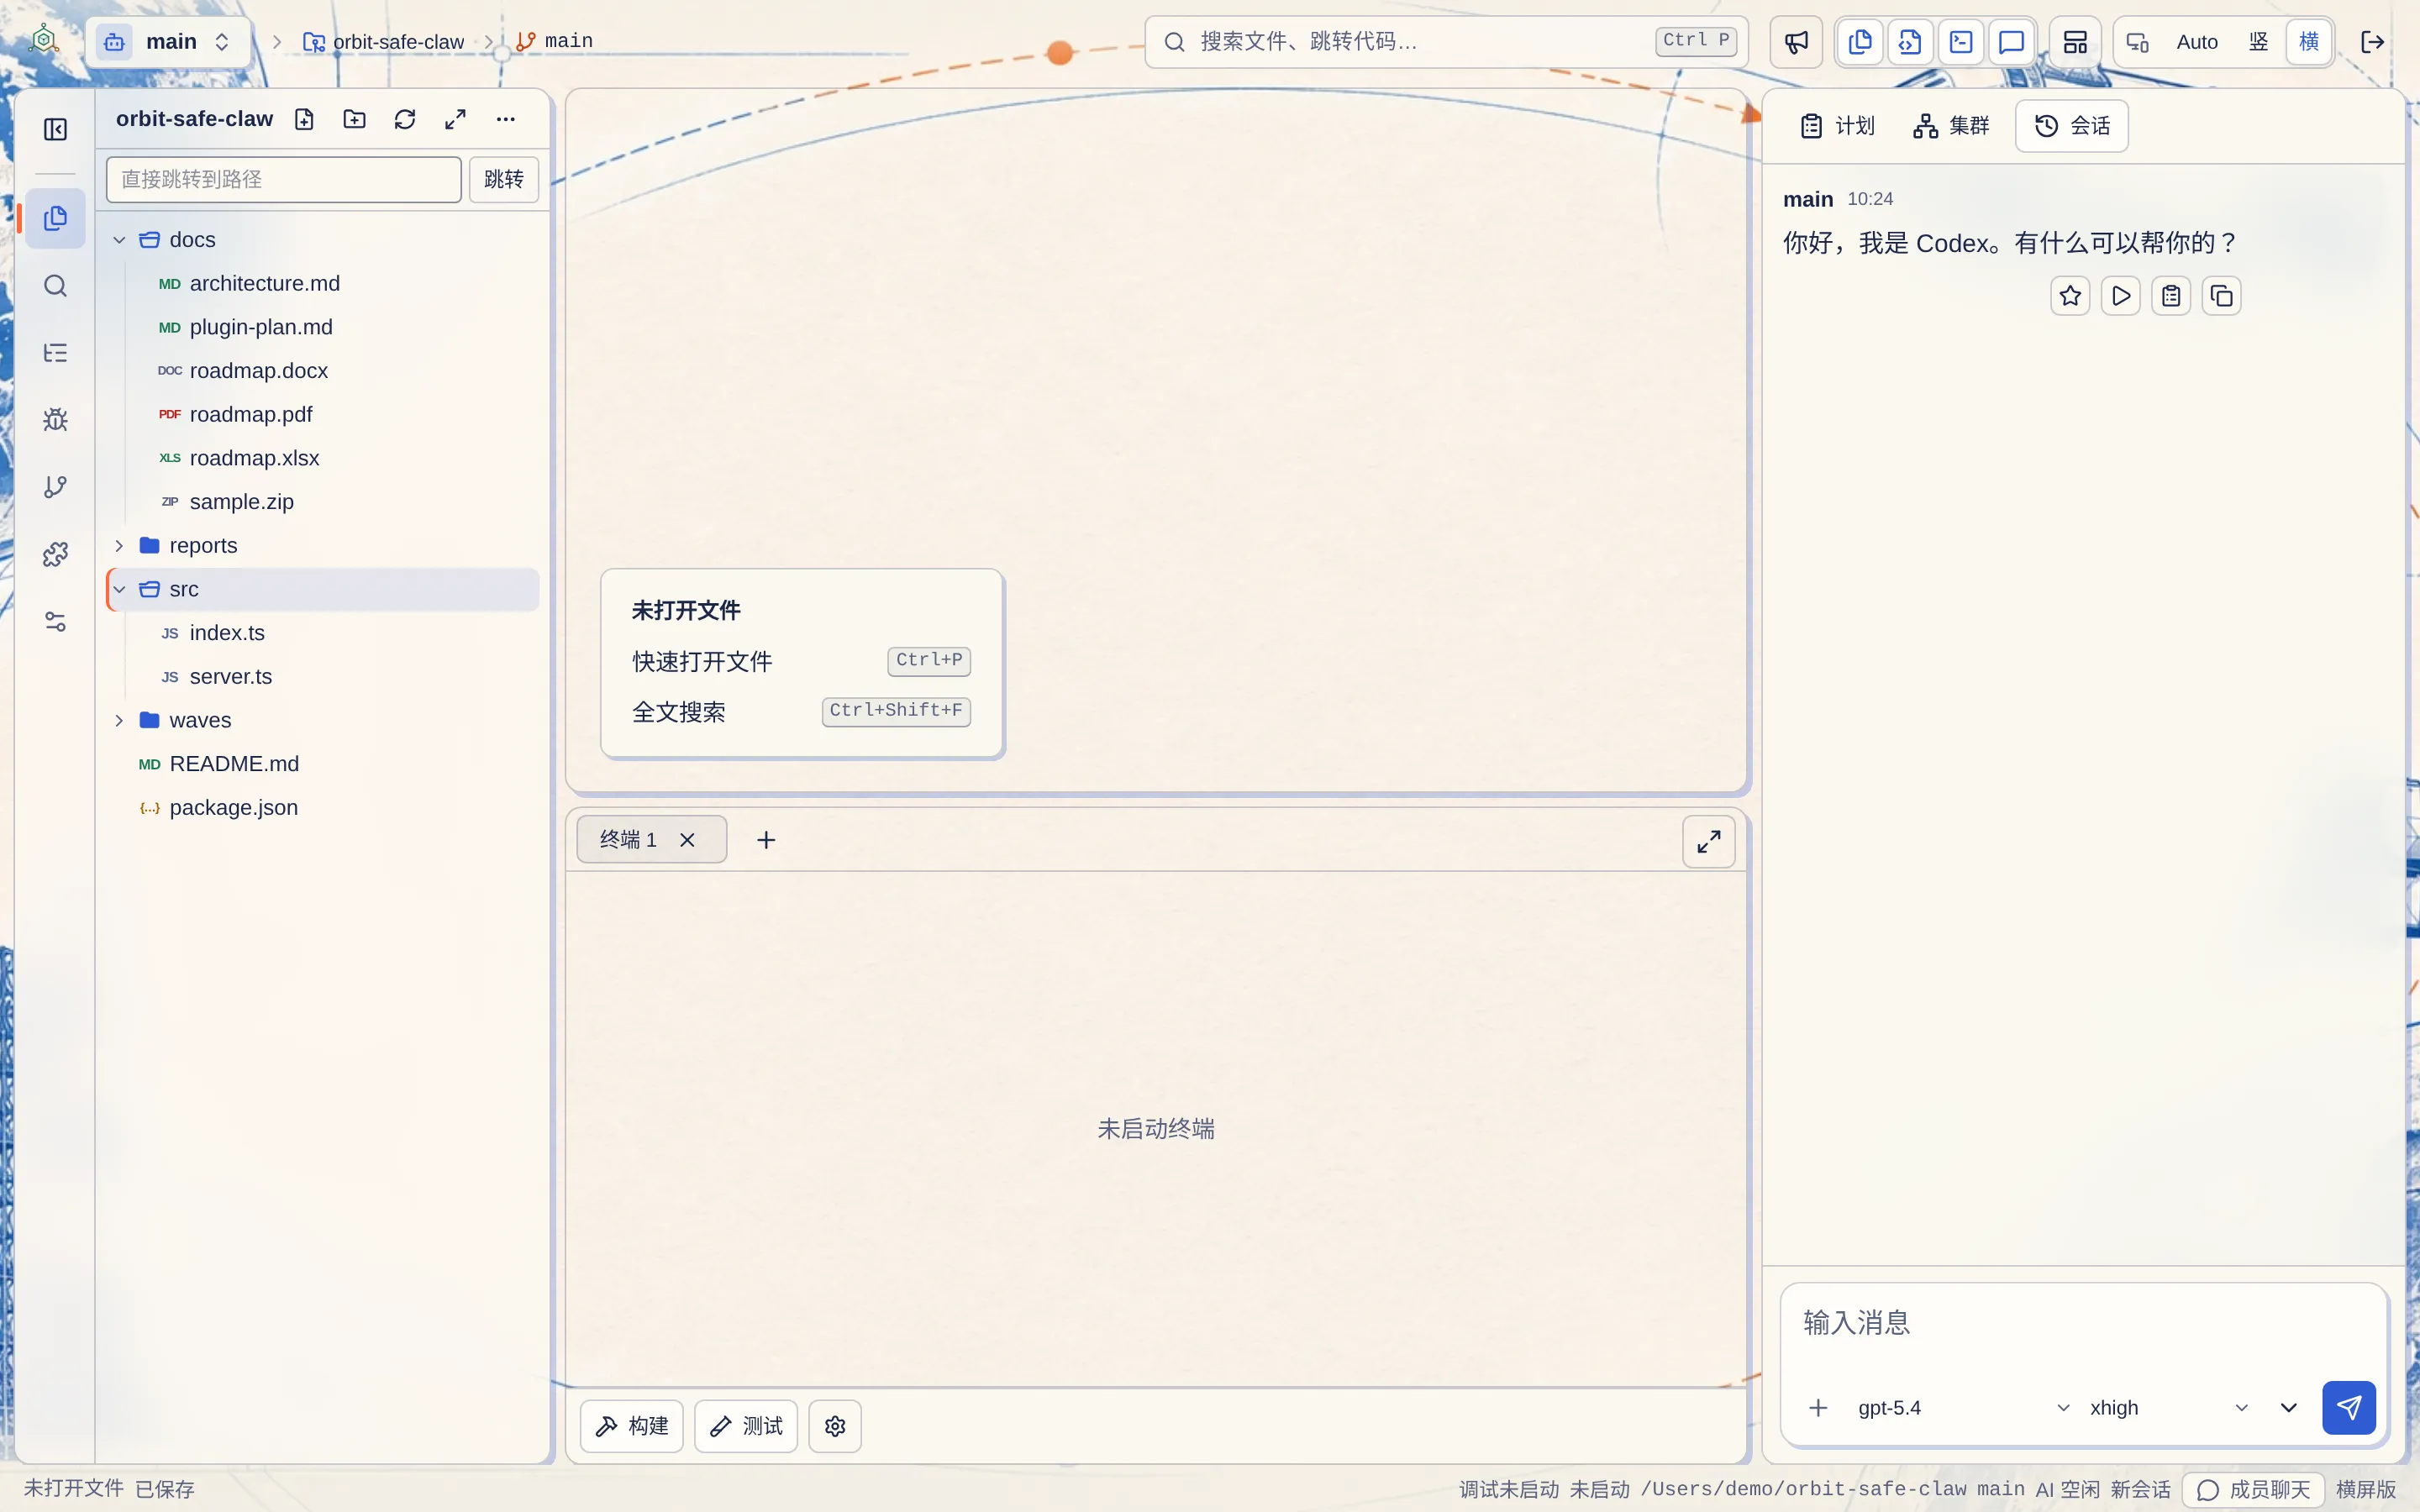 main
orbit-safe-claw
main
搜索文件、跳转代码...
Ctrl P
Auto
竖
横
orbit-safe-claw
直接跳转到路径
跳转
docs
MD architecture.md
MD plugin-plan.md
DOC roadmap.docx
PDF roadmap.pdf
XLS roadmap.xlsx
ZIP sample.zip
reports
src
JS index.ts
JS server.ts
waves
MD README.md
{...} package.json
未打开文件
快速打开文件 Ctrl+P
全文搜索 Ctrl+Shift+F
终端 1
未启动终端
构建
测试
计划
集群
会话
main 10:24
你好，我是 Codex。有什么可以帮你的？
输入消息
gpt-5.4
xhigh
未打开文件 已保存
调试未启动 未启动 /Users/demo/orbit-safe-claw main AI 空闲 新会话 成员聊天 横屏版